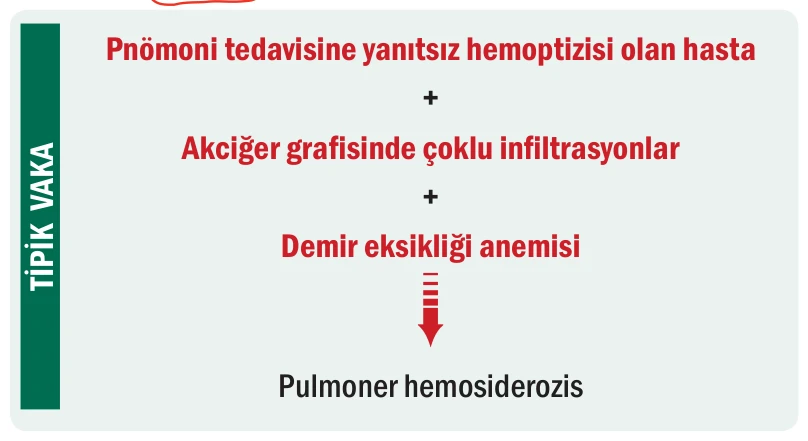 TİPİK VAKA
Pnömoni tedavisine yanıtsız hemoptizisi olan hasta
+
Akciğer grafisinde çoklu infiltrasyonlar
+
Demir eksikliği anemisi
Pulmoner hemosiderozis